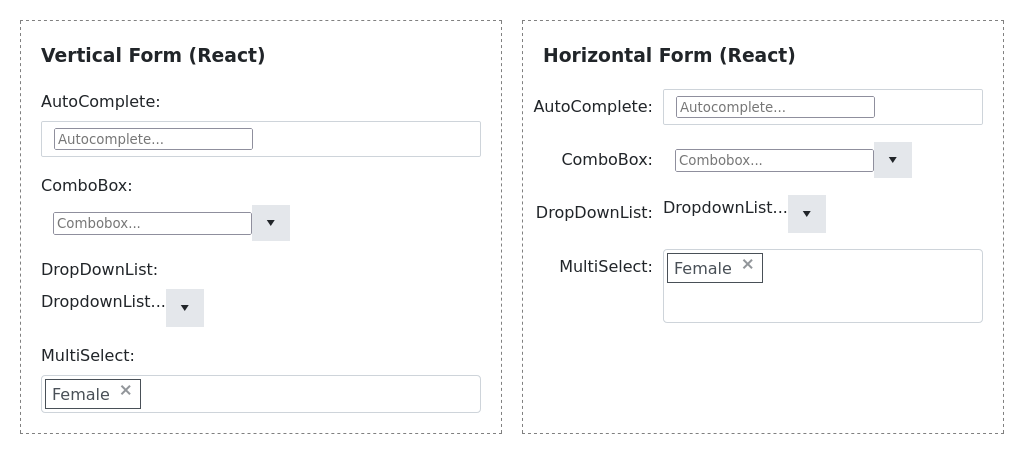 Vertical Form (React)
AutoComplete:
Autocomplete...
ComboBox:
Combobox...
DropDownList:
DropdownList...
MultiSelect:
Female ×
Horizontal Form (React)
AutoComplete: Autocomplete...
ComboBox: Combobox...
DropDownList: DropdownList...
MultiSelect: Female ×